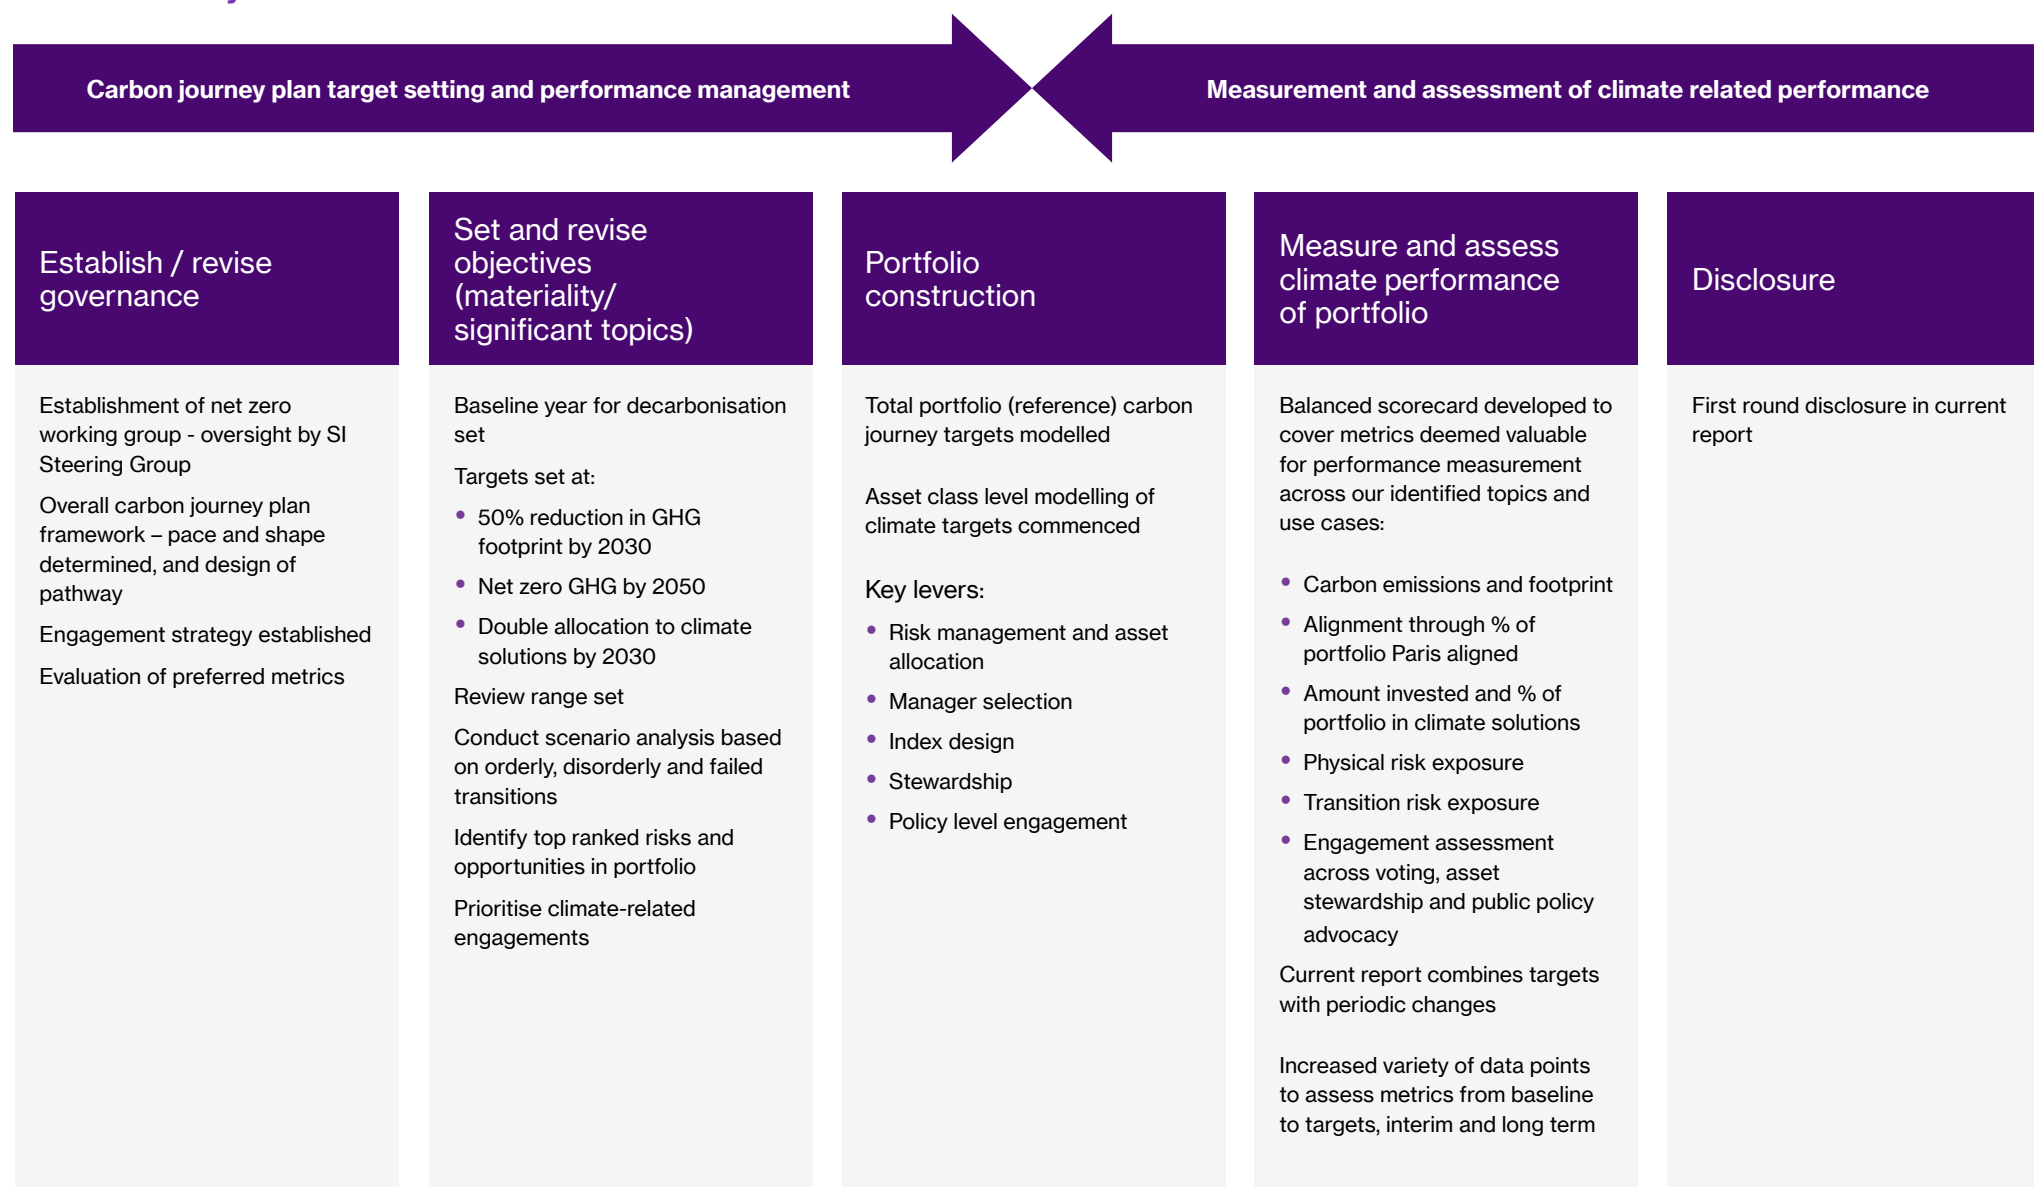 Carbon journey plan target setting and performance management
Measurement and assessment of climate related performance
Establish / revise
governance
Establishment of net zero
working group - oversight by SI
Steering Group
Overall carbon journey plan
framework – pace and shape
determined, and design of
pathway
Engagement strategy established
Evaluation of preferred metrics
Set and revise
objectives
(materiality/
significant topics)
Baseline year for decarbonisation
set
Targets set at:
• 50% reduction in GHG
footprint by 2030
• Net zero GHG by 2050
• Double allocation to climate
solutions by 2030
Review range set
Conduct scenario analysis based
on orderly, disorderly and failed
transitions
Identify top ranked risks and
opportunities in portfolio
Prioritise climate-related
engagements
Portfolio
construction
Total portfolio (reference) carbon
journey targets modelled
Asset class level modelling of
climate targets commenced
Key levers:
• Risk management and asset
allocation
• Manager selection
• Index design
• Stewardship
• Policy level engagement
Measure and assess
climate performance
of portfolio
Balanced scorecard developed to
cover metrics deemed valuable
for performance measurement
across our identified topics and
use cases:
• Carbon emissions and footprint
• Alignment through % of
portfolio Paris aligned
• Amount invested and % of
portfolio in climate solutions
• Physical risk exposure
• Transition risk exposure
• Engagement assessment
across voting, asset
stewardship and public policy
advocacy
Current report combines targets
with periodic changes
Increased variety of data points
to assess metrics from baseline
to targets, interim and long term
Disclosure
First round disclosure in current
report